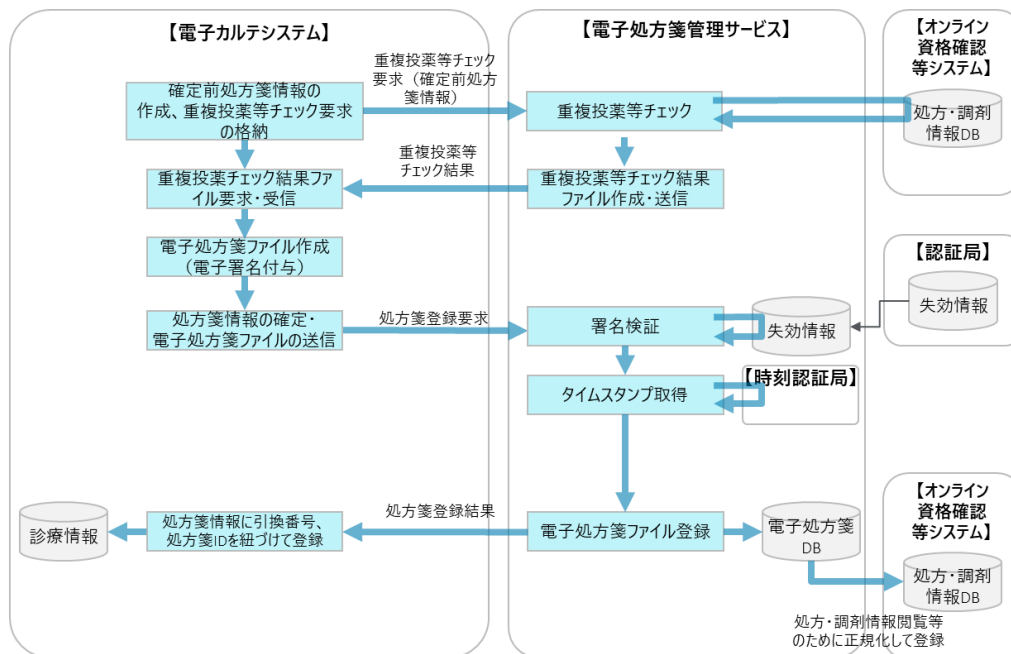 【電子カルテシステム】
【電子処方箋管理サービス】
【オンライン
資格確認
等システム】
重複投薬等チェック
要求（確定前処方
箋情報）
確定前処方箋情報の
作成、重複投薬等チェック要求
の格納
重複投薬等チェック
処方・調剤
情報DB
重複投薬等
チェック結果
重複投薬チェック結果ファ
イル要求・受信
重複投薬等チェック結果
ファイル作成・送信
電子処方箋ファイル作成
（電子署名付与）
【認証局】
失効情報
処方箋情報の確定・
電子処方箋ファイルの送信
処方箋登録要求
署名検証
失効情報
【時刻認証局】
タイムスタンプ取得
【オンライン
資格確認
等システム】
診療情報
処方箋情報に引換番号、
処方箋IDを紐づけて登録
処方箋登録結果
電子処方箋ファイル登録
電子処方箋
DB
処方・調剤
情報DB
処方・調剤情報閲覧等
のために正規化して登録